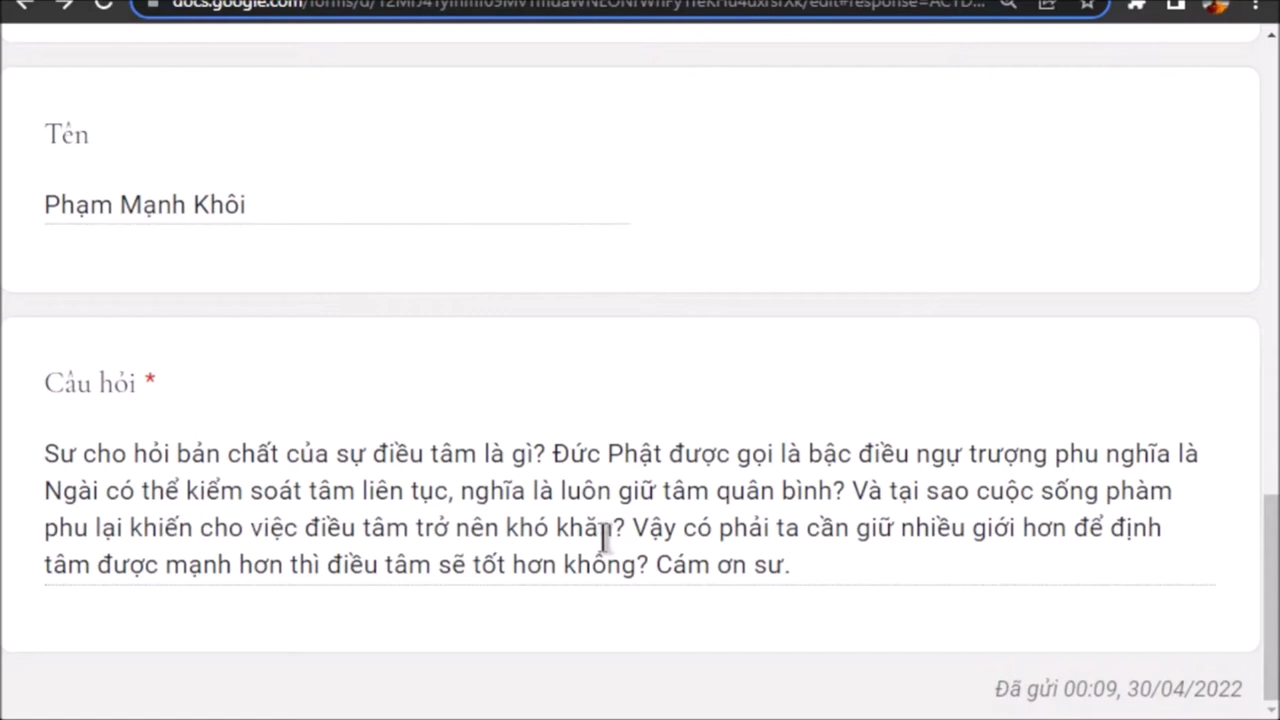 Tên
Phạm Mạnh Khôi
Câu hỏi *
Sư cho hỏi bản chất của sự điều tâm là gì? Đức Phật được gọi là bậc điều ngự trượng phu nghĩa là
Ngài có thể kiểm soát tâm liên tục, nghĩa là luôn giữ tâm quân bình? Và tại sao cuộc sống phàm
phu lại khiến cho việc điều tâm trở nên khó khăn? Vậy có phải ta cần giữ nhiều giới hơn để định
tâm được mạnh hơn thì điều tâm sẽ tốt hơn không? Cám ơn sư.
Đã gửi 00:09, 30/04/2022